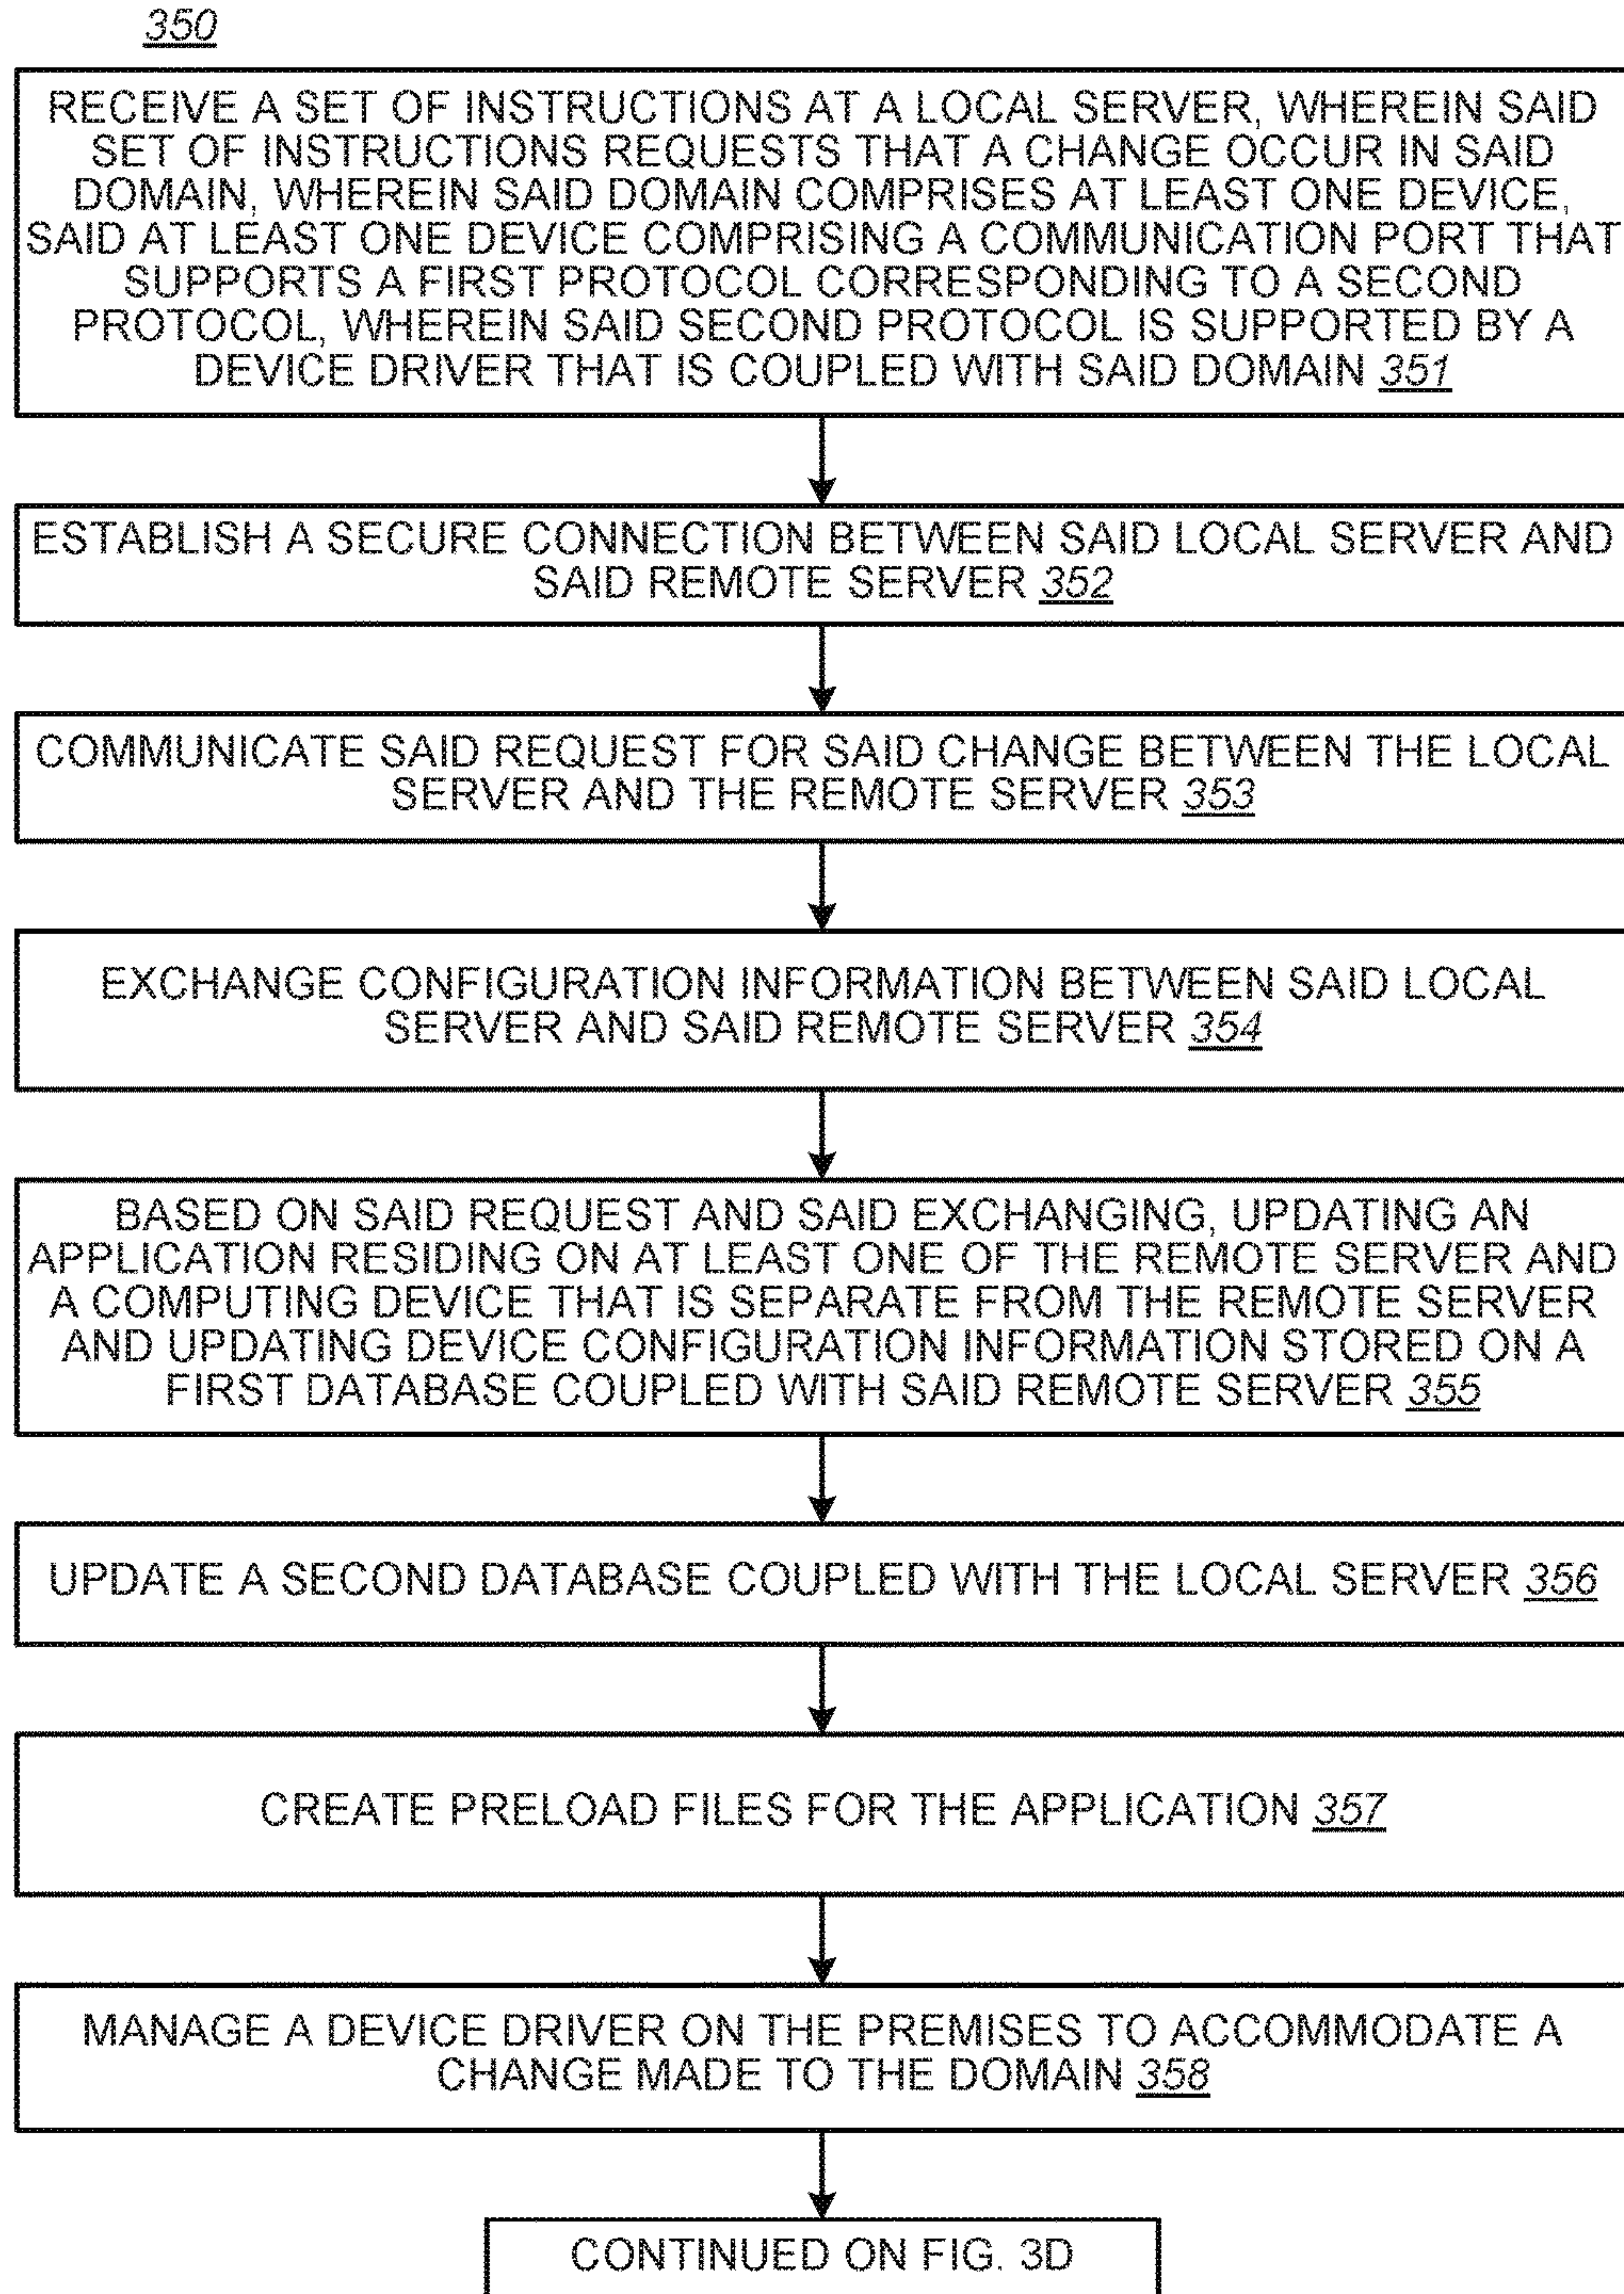 350
RECEIVE A SET OF INSTRUCTIONS AT A LOCAL SERVER, WHEREIN SAID
SET OF INSTRUCTIONS REQUESTS THAT A CHANGE OCCUR IN SAID
DOMAIN, WHEREIN SAID DOMAIN COMPRISES AT LEAST ONE DEVICE,
SAID AT LEAST ONE DEVICE COMPRISING A COMMUNICATION PORT THAT
SUPPORTS A FIRST PROTOCOL CORRESPONDING TO A SECOND
PROTOCOL, WHEREIN SAID SECOND PROTOCOL IS SUPPORTED BY A
DEVICE DRIVER THAT IS COUPLED WITH SAID DOMAIN 351
ESTABLISH A SECURE CONNECTION BETWEEN SAID LOCAL SERVER AND
SAID REMOTE SERVER 352
COMMUNICATE SAID REQUEST FOR SAID CHANGE BETWEEN THE LOCAL
SERVER AND THE REMOTE SERVER 353
EXCHANGE CONFIGURATION INFORMATION BETWEEN SAID LOCAL
SERVER AND SAID REMOTE SERVER 354
BASED ON SAID REQUEST AND SAID EXCHANGING, UPDATING AN
APPLICATION RESIDING ON AT LEAST ONE OF THE REMOTE SERVER AND
A COMPUTING DEVICE THAT IS SEPARATE FROM THE REMOTE SERVER
AND UPDATING DEVICE CONFIGURATION INFORMATION STORED ON A
FIRST DATABASE COUPLED WITH SAID REMOTE SERVER 355
UPDATE A SECOND DATABASE COUPLED WITH THE LOCAL SERVER 356
CREATE PRELOAD FILES FOR THE APPLICATION 357
MANAGE A DEVICE DRIVER ON THE PREMISES TO ACCOMMODATE A
CHANGE MADE TO THE DOMAIN 358
CONTINUED ON FIG. 3D